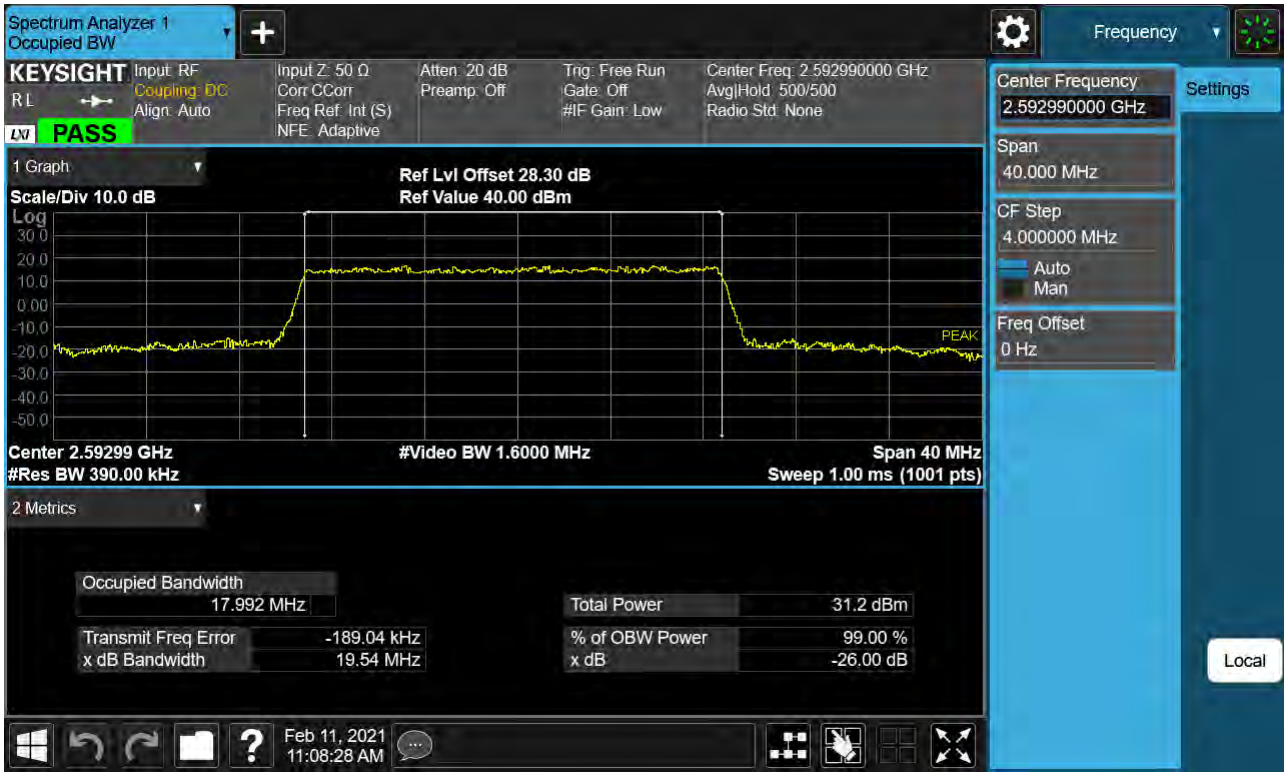 Spectrum Analyzer 1
Occupied BW
+
Frequency
KEYSIGHT
RL
LXI PASS
Input: RF
Coupling: DC
Align: Auto
Input Z: 50 Ω
Corr CCorr
Freq Ref: Int (S)
NFE: Adaptive
Atten: 20 dB
Preamp: Off
Trig: Free Run
Gate: Off
#IF Gain: Low
Center Freq: 2.592990000 GHz
Avg|Hold: 500/500
Radio Std: None
Center Frequency
2.592990000 GHz
Settings
Span
40.000 MHz
CF Step
4.000000 MHz
Auto
Man
Freq Offset
0 Hz
Local
1 Graph
Scale/Div 10.0 dB
Ref Lvl Offset 28.30 dB
Ref Value 40.00 dBm
Log
30.0
20.0
10.0
0.00
-10.0
-20.0
-30.0
-40.0
-50.0
PEAK
Center 2.59299 GHz
#Video BW 1.6000 MHz
Span 40 MHz
#Res BW 390.00 kHz
Sweep 1.00 ms (1001 pts)
2 Metrics
Occupied Bandwidth
17.992 MHz
Total Power 31.2 dBm
Transmit Freq Error -189.04 kHz
% of OBW Power 99.00 %
x dB Bandwidth 19.54 MHz
x dB -26.00 dB
?
Feb 11, 2021
11:08:28 AM